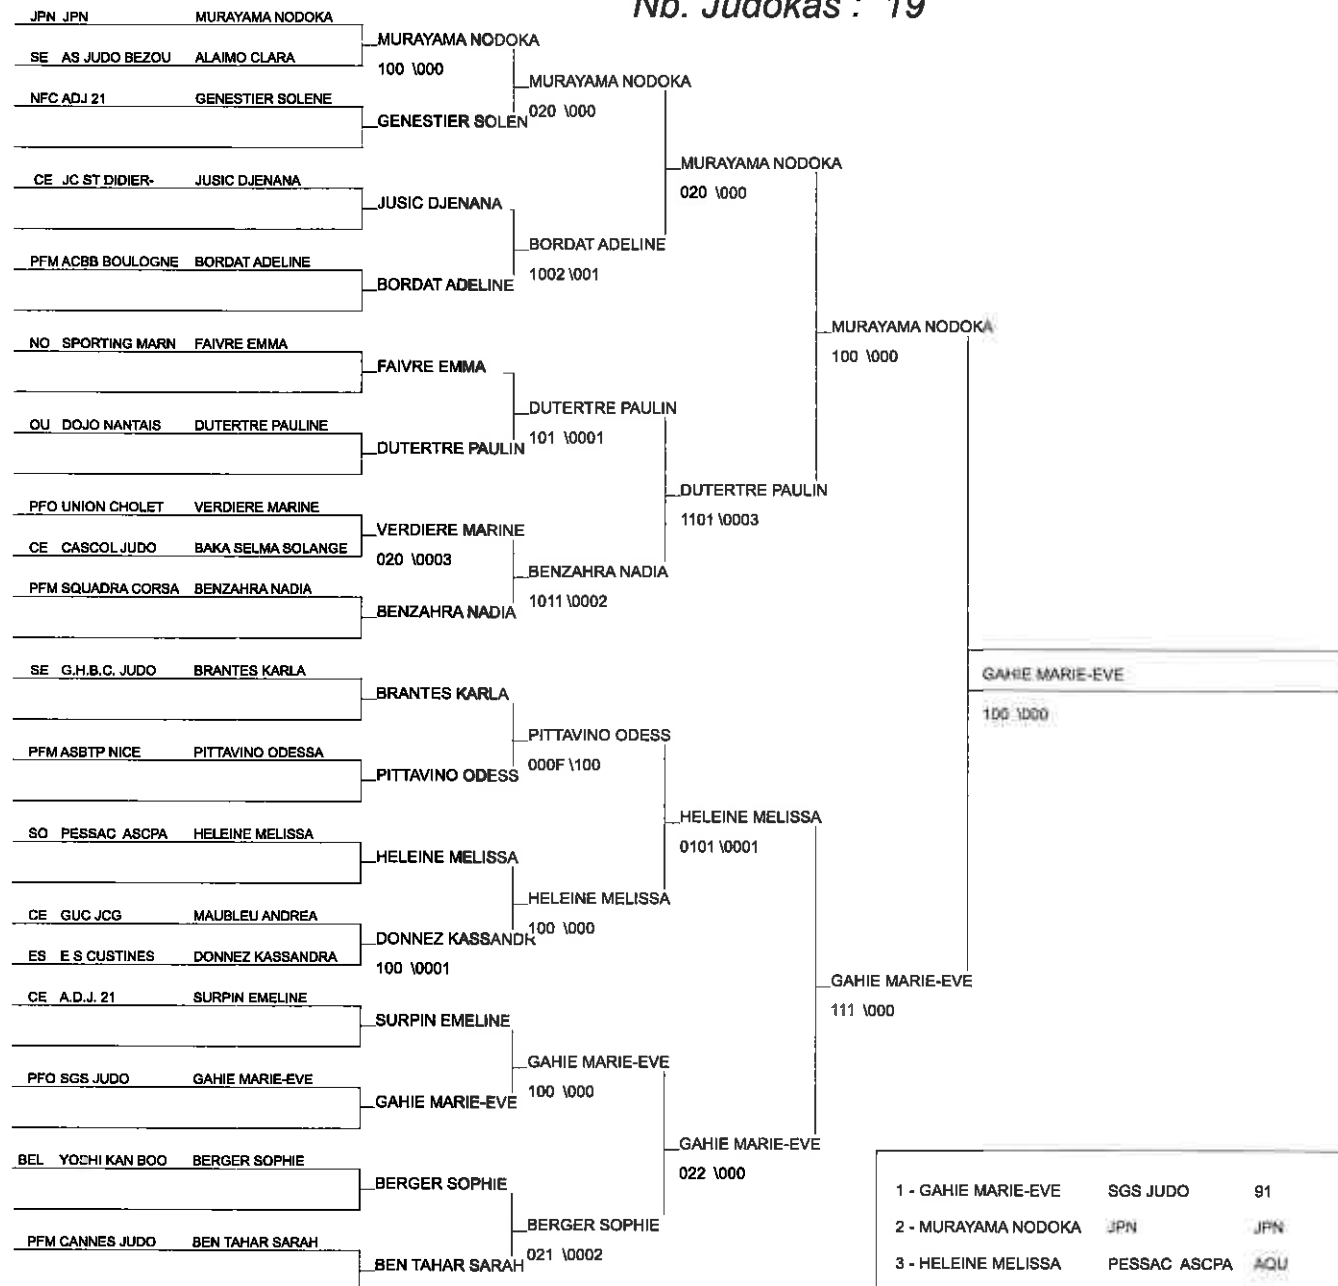 Nb. Judokas : 19
JPN JPN MURAYAMA NODOKA
SE AS JUDO BEZOU ALAIMO CLARA
NFC ADJ 21 GENESTIER SOLENE
CE JC ST DIDIER- JUSIC DJENANA
PFM ACBB BOULOGNE BORDAT ADELINE
NO SPORTING MARN FAIVRE EMMA
OU DOJO NANTAIS DUTERTRE PAULINE
PFO UNION CHOLET VERDIERE MARINE
CE CASCOL JUDO BAKA SELMA SOLANGE
PFM SQUADRA CORSA BENZAHRA NADIA
SE G.H.B.C. JUDO BRANTES KARLA
PFM ASBTP NICE PITTAVINO ODESSA
SO PESSAC ASCPA HELEINE MELISSA
CE GUC JCG MAUBLEU ANDREA
ES E S CUSTINES DONNEZ KASSANDRA
CE A.D.J. 21 SURPIN EMELINE
PFO SGS JUDO GAHIE MARIE-EVE
BEL YOSHI KAN BOO BERGER SOPHIE
PFM CANNES JUDO BEN TAHAR SARAH
MURAYAMA NODOKA
100 \000
GENESTIER SOLEN
JUSIC DJENANA
BORDAT ADELINE
FAIVRE EMMA
DUTERTRE PAULIN
VERDIERE MARINE
020 \0003
BENZAHRA NADIA
BRANTES KARLA
PITTAVINO ODESS
HELEINE MELISSA
DONNEZ KASSANDR
100 \0001
SURPIN EMELINE
GAHIE MARIE-EVE
BERGER SOPHIE
BEN TAHAR SARAH
MURAYAMA NODOKA
020 \000
BORDAT ADELINE
1002 \001
DUTERTRE PAULIN
101 \0001
BENZAHRA NADIA
1011 \0002
PITTAVINO ODESS
000F \100
HELEINE MELISSA
100 \000
GAHIE MARIE-EVE
100 \000
BERGER SOPHIE
021 \0002
MURAYAMA NODOKA
020 \000
DUTERTRE PAULIN
1101 \0003
HELEINE MELISSA
0101 \0001
GAHIE MARIE-EVE
022 \000
MURAYAMA NODOKA
100 \000
GAHIE MARIE-EVE
111 \000
GAHIE MARIE-EVE
100 \000
1 - GAHIE MARIE-EVE SGS JUDO 91
2 - MURAYAMA NODOKA JPN JPN
3 - HELEINE MELISSA PESSAC ASCPA AQU